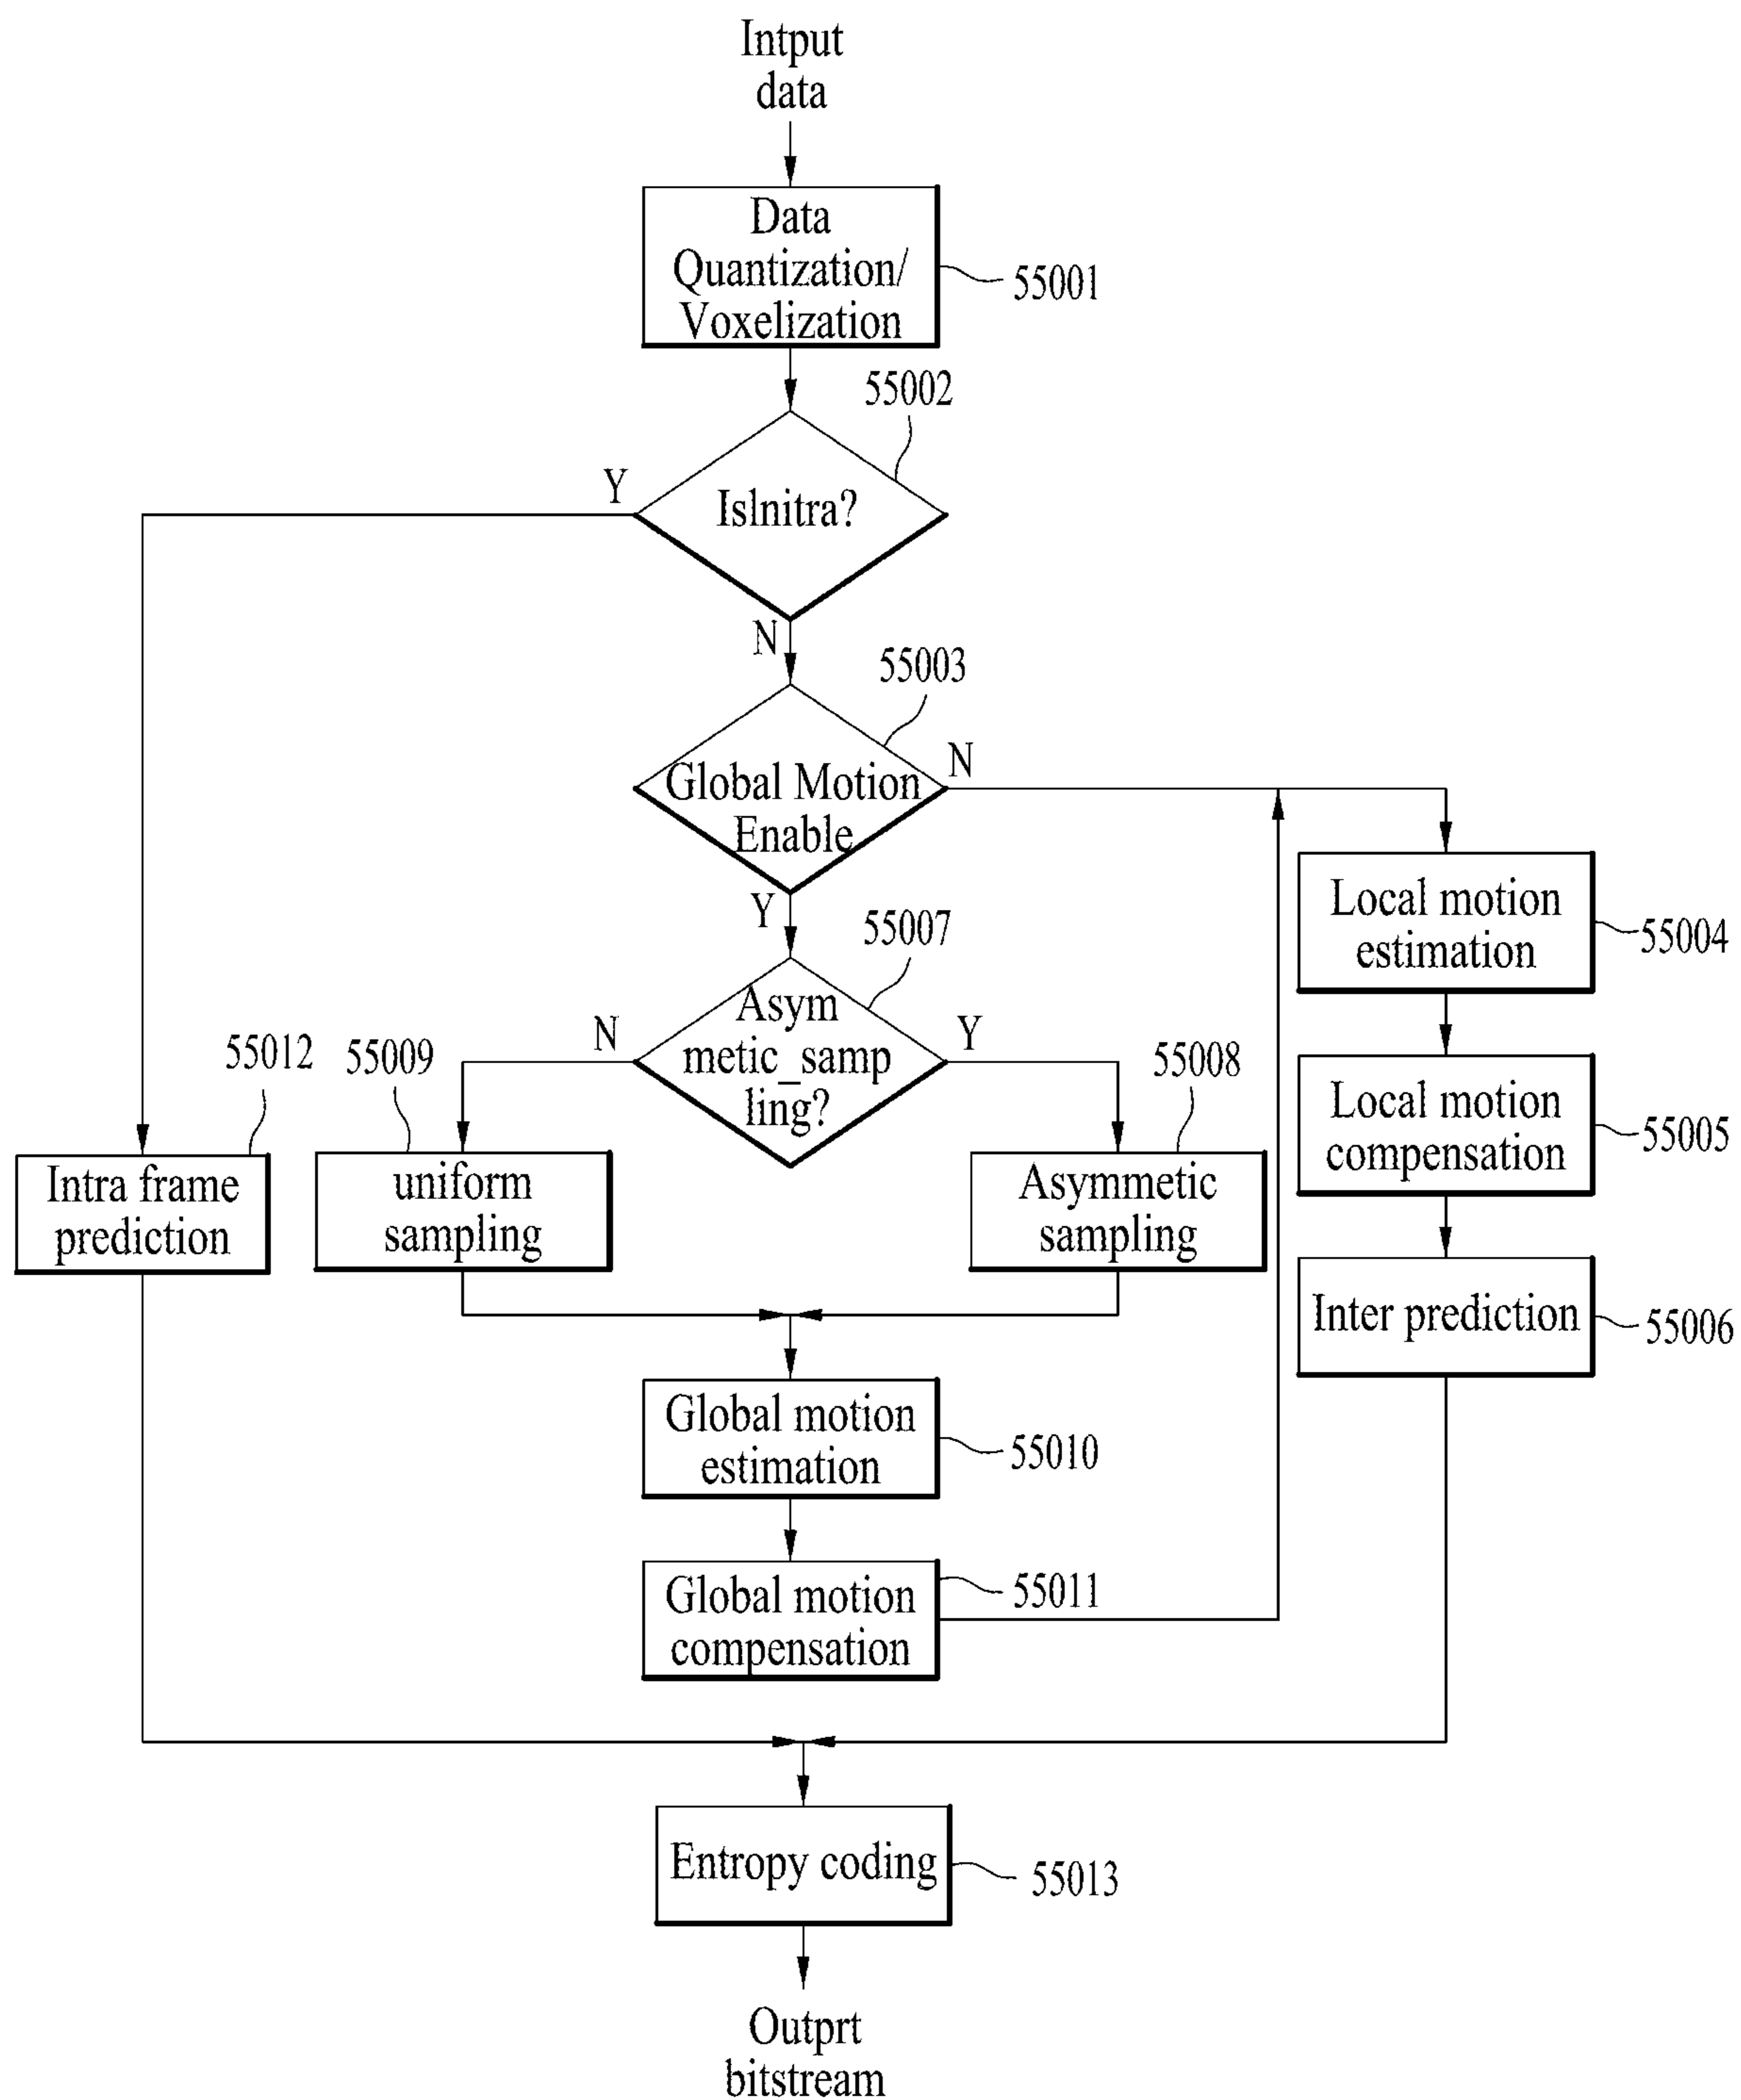 Intput
data
Data
Quantization/
Voxelization
55001
55002
Y
Islnitra?
N
55003
Global Motion
Enable
N
Y
55007
Asym
metic_samp
ling?
N
Y
55012
55009
55008
Local motion
estimation
55004
Local motion
compensation
55005
Intra frame
prediction
uniform
sampling
Asymmetic
sampling
Inter prediction
55006
Global motion
estimation
55010
Global motion
compensation
55011
Entropy coding
55013
Outprt
bitstream